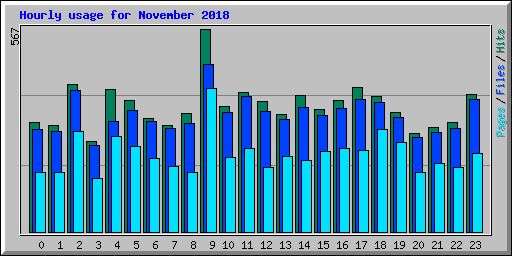 Hourly usage for November 2018
567
Pages/Files/Hits
0 1 2 3 4 5 6 7 8 9 10 11 12 13 14 15 16 17 18 19 20 21 22 23